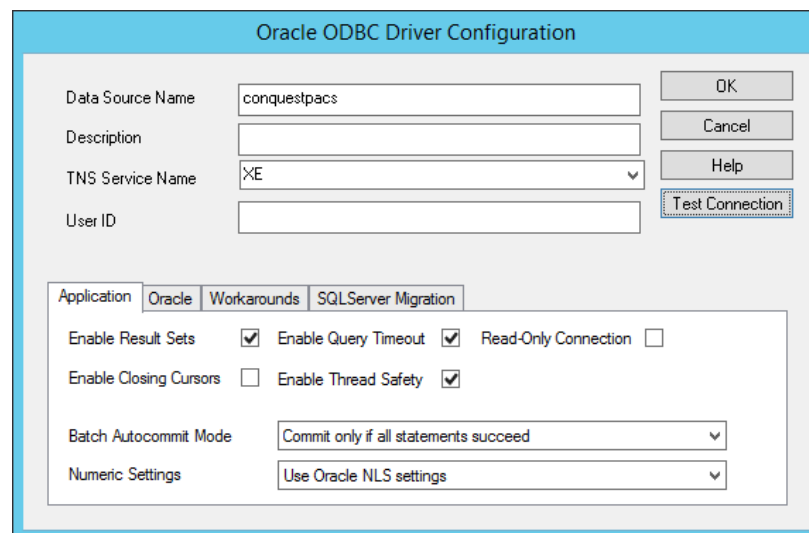 Oracle ODBC Driver Configuration
Data Source Name conquestpacs OK
Description Cancel
TNS Service Name XE Help
User ID Test Connection
Application Oracle Workarounds SQLServer Migration
Enable Result Sets Enable Query Timeout Read-Only Connection
Enable Closing Cursors Enable Thread Safety
Batch Autocommit Mode Commit only if all statements succeed
Numeric Settings Use Oracle NLS settings